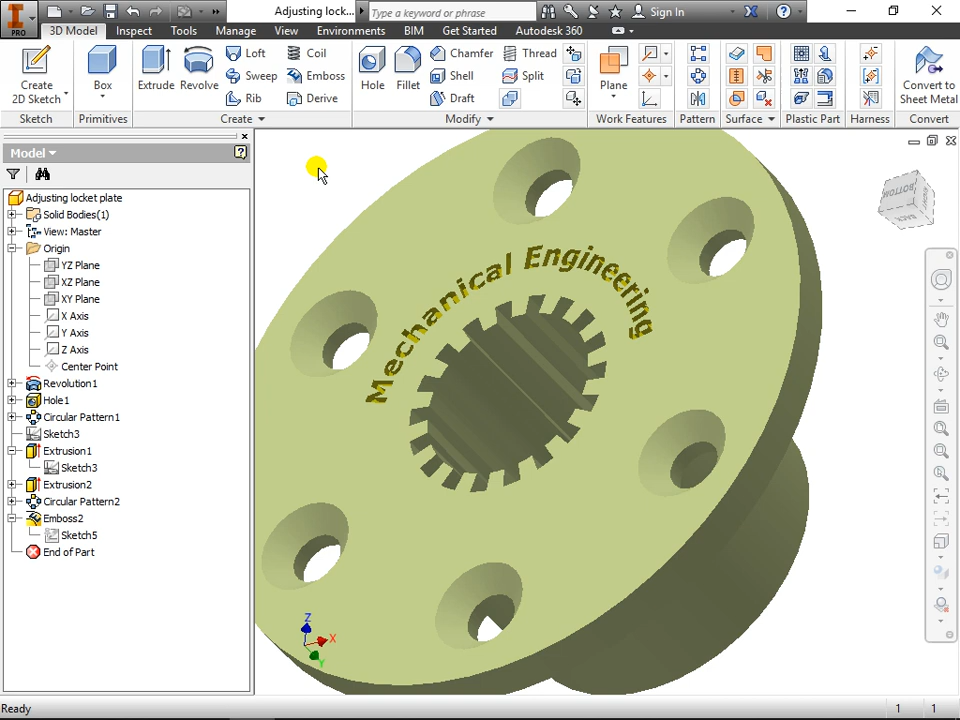 PRO
Adjusting lock...
Type a keyword or phrase
Sign In
3D Model
Inspect
Tools
Manage
View
Environments
BIM
Get Started
Autodesk 360
Create
2D Sketch
Box
Extrude
Revolve
Loft
Sweep
Rib
Coil
Emboss
Derive
Hole
Fillet
Chamfer
Shell
Draft
Thread
Split
Plane
Convert to
Sheet Metal
Sketch
Primitives
Create
Modify
Work Features
Pattern
Surface
Plastic Part
Harness
Convert
Model
Adjusting locket plate
Solid Bodies(1)
View: Master
Origin
YZ Plane
XZ Plane
XY Plane
X Axis
Y Axis
Z Axis
Center Point
Revolution1
Hole1
Circular Pattern1
Sketch3
Extrusion1
Sketch3
Extrusion2
Circular Pattern2
Emboss2
Sketch5
End of Part
Mechanical Engineering
BOTTOM
BACK
Z
X
Y
Ready
1
1